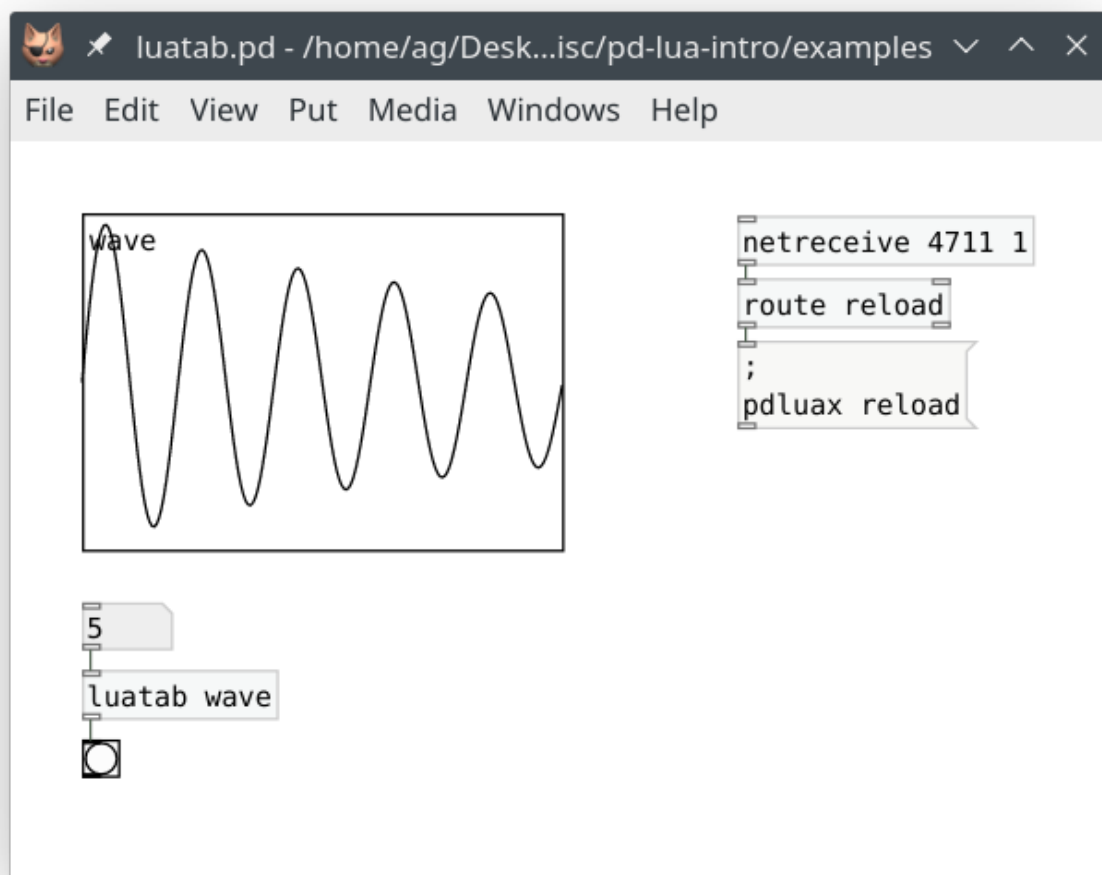 luatab.pd - /home/ag/Desk...isc/pd-lua-intro/examples
File Edit View Put Media Windows Help
wave
netreceive 4711 1
route reload
;
pdluax reload
5
luatab wave